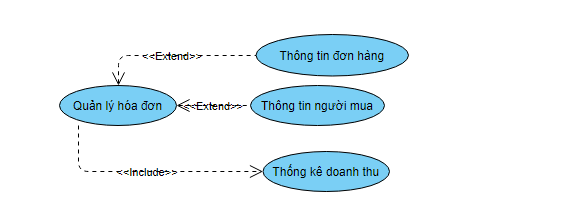 Thông tin đơn hàng
<<Extend>>
Quản lý hóa đơn
<<Extend>>
Thông tin người mua
<<Include>>
Thống kê doanh thu